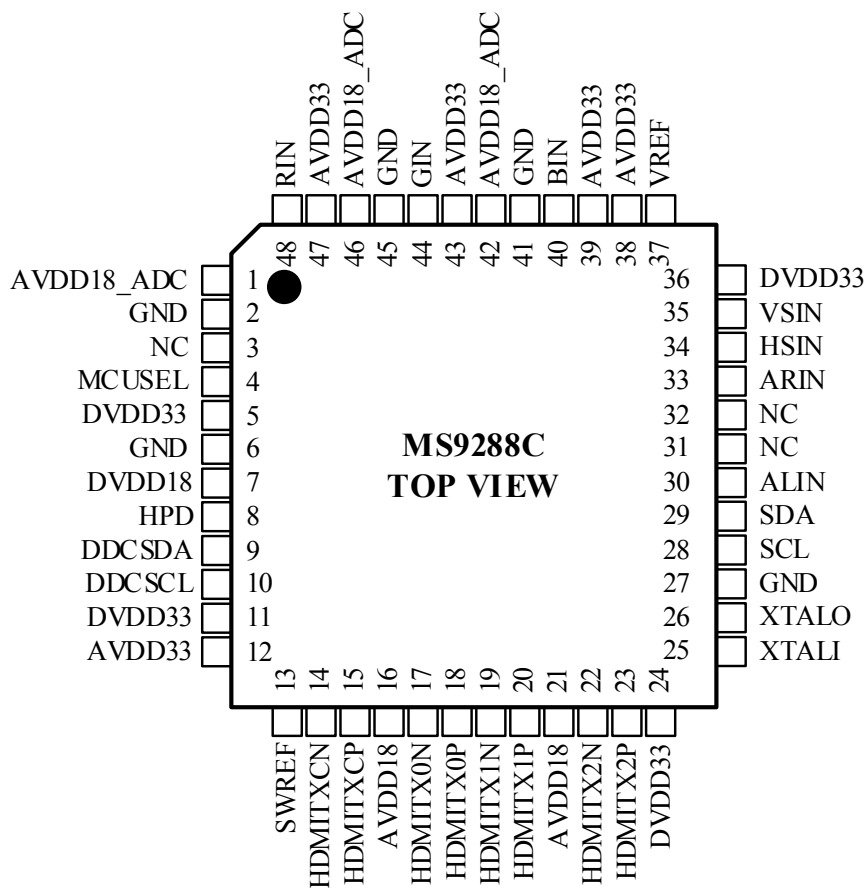 RIN
AVDD33
AVDD18_ADC
GND
GIN
AVDD33
AVDD18_ADC
GND
BIN
AVDD33
AVDD33
VREF
48
47
46
45
44
43
42
41
40
39
38
37
AVDD18_ADC 1
GND 2
NC 3
MCUSEL 4
DVDD33 5
GND 6
DVDD18 7
HPD 8
DDCSDA 9
DDCSCL 10
DVDD33 11
AVDD33 12
MS9288C
TOP VIEW
36 DVDD33
35 VSIN
34 HSIN
33 ARIN
32 NC
31 NC
30 ALIN
29 SDA
28 SCL
27 GND
26 XTALO
25 XTALI
13
14
15
16
17
18
19
20
21
22
23
24
SWREF
HDMITXCN
HDMITXCP
AVDD18
HDMITX0N
HDMITX0P
HDMITX1N
HDMITX1P
AVDD18
HDMITX2N
HDMITX2P
DVDD33